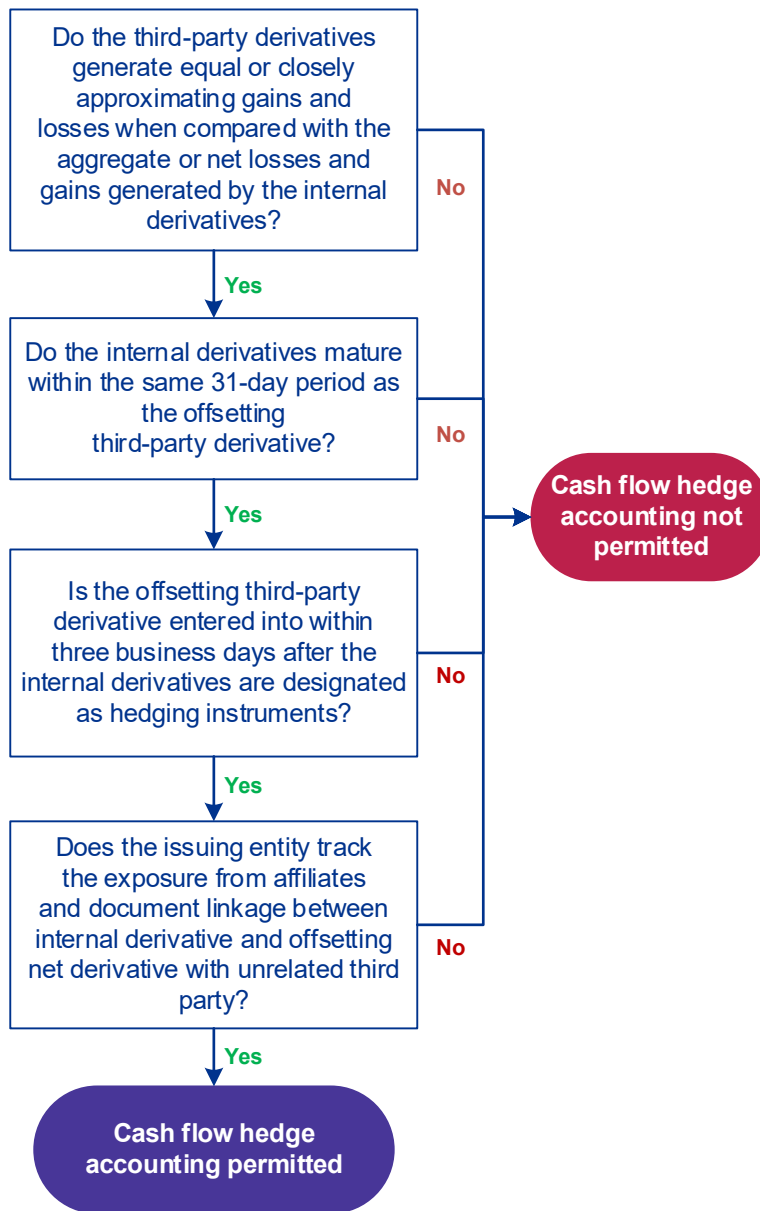 Do the third-party derivatives
generate equal or closely
approximating gains and
losses when compared with the
aggregate or net losses and
gains generated by the internal
derivatives?
No
Yes
Do the internal derivatives mature
within the same 31-day period as
the offsetting
third-party derivative?
No
Yes
Cash flow hedge
accounting not
permitted
Is the offsetting third-party
derivative entered into within
three business days after the
internal derivatives are designated
as hedging instruments?
No
Yes
Does the issuing entity track
the exposure from affiliates
and document linkage between
internal derivative and offsetting
net derivative with unrelated third
party?
No
Yes
Cash flow hedge
accounting permitted